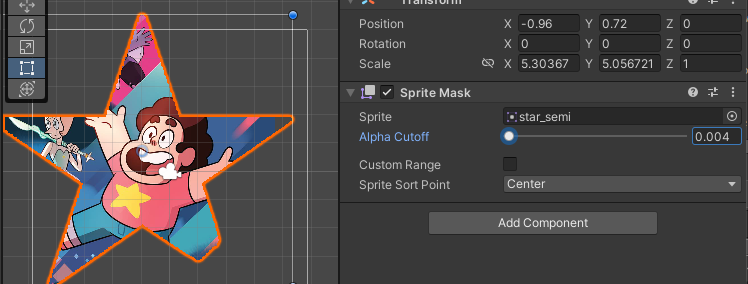 Transform
Position X -0.96 Y 0.72 Z 0
Rotation X 0 Y 0 Z 0
Scale X 5.30367 Y 5.056721 Z 1
Sprite Mask
Sprite star_semi
Alpha Cutoff 0.004
Custom Range
Sprite Sort Point Center
Add Component